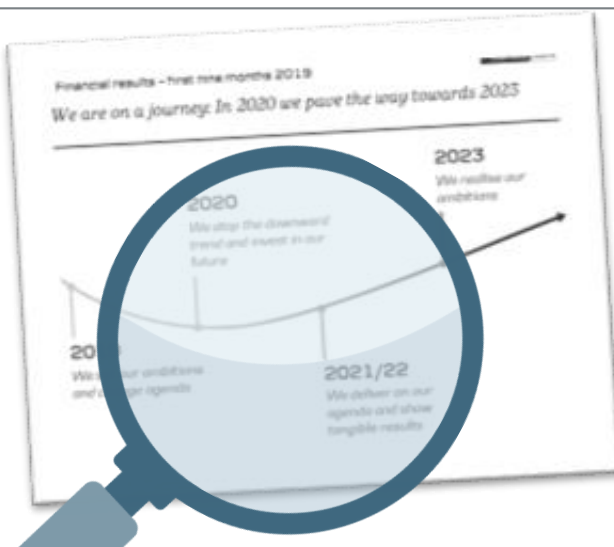 Financial results – first nine months 2019
We are on a journey: In 2020 we pave the way towards 2023
2023
We realise our
ambitions
2020
We stop the downward
trend and invest in our
future
20
our ambitions
and
agenda
2021/22
We deliver on our
agenda and show
tangible results